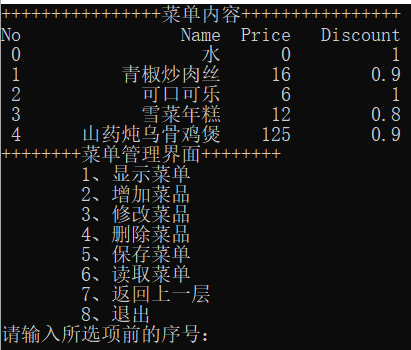 ++++++++++++++++菜单内容++++++++++++++++
No Name Price Discount
0 水 0 1
1 青椒炒肉丝 16 0.9
2 可口可乐 6 1
3 雪菜年糕 12 0.8
4 山药炖乌骨鸡煲 125 0.9
++++++++菜单管理界面++++++++
1、显示菜单
2、增加菜品
3、修改菜品
4、删除菜品
5、保存菜单
6、读取菜单
7、返回上一层
8、退出
请输入所选项前的序号: